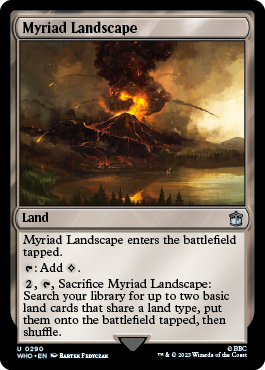 Myriad Landscape
Land
Myriad Landscape enters the battlefield
tapped.
: Add .
2, , Sacrifice Myriad Landscape:
Search your library for up to two basic
land cards that share a land type, put
them onto the battlefield tapped, then
shuffle.
U 0290
WHO • EN Bartek Fedyczak
© BBC
™ & © 2023 Wizards of the Coast